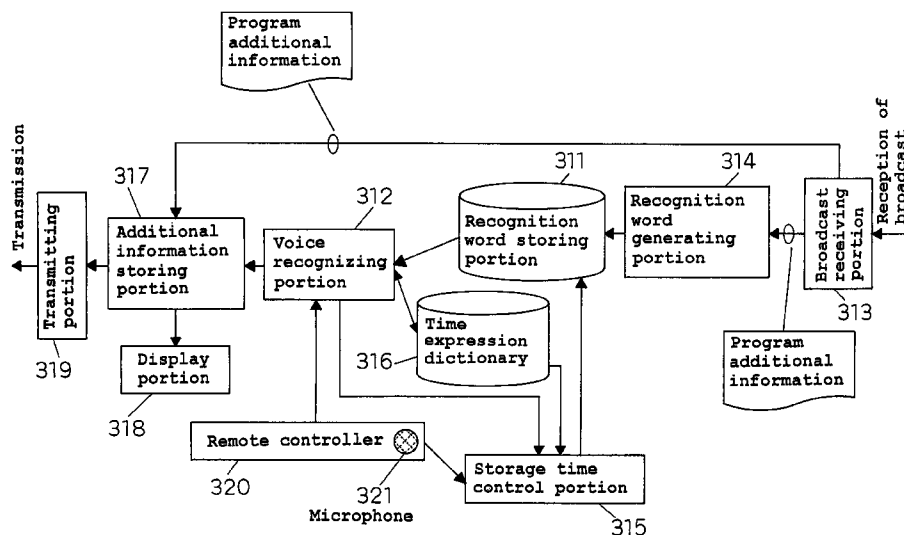 Program
additional
information
Transmission
317
312
311
314
Reception of
broadcast
Transmitting
portion
Additional
information
storing
portion
Voice
recognizing
portion
Recognition
word storing
portion
Recognition
word
generating
portion
Broadcast
receiving
portion
313
319
Display
portion
318
Time
expression
dictionary
316
Program
additional
information
Remote controller
320
321
Microphone
Storage time
control portion
315